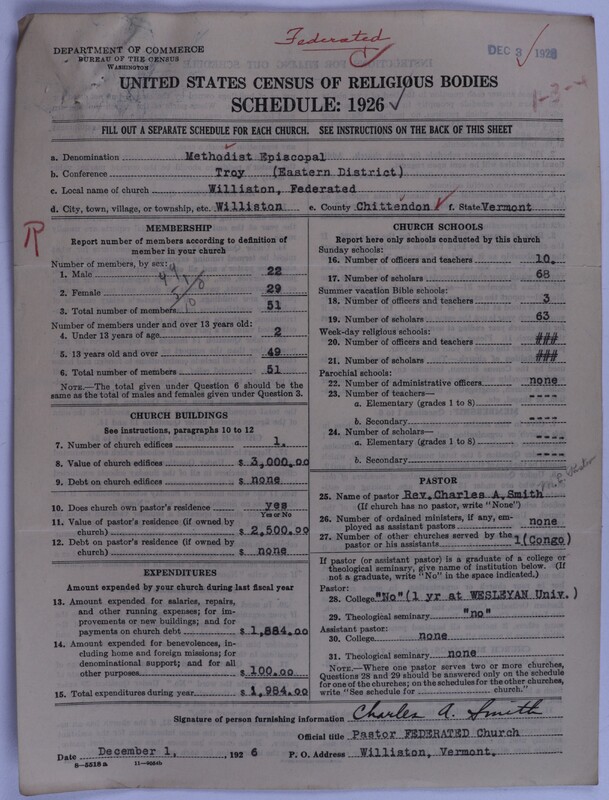 Federated
DEC 3 / 1926
1-3-
DEPARTMENT OF COMMERCE
BUREAU OF THE CENSUS
WASHINGTON
UNITED STATES CENSUS OF RELIGIOUS BODIES
SCHEDULE: 1926
FILL OUT A SEPARATE SCHEDULE FOR EACH CHURCH. SEE INSTRUCTIONS ON THE BACK OF THIS SHEET
a. Denomination Methodist Episcopal
b. Conference Troy (Eastern District)
c. Local name of church Williston, Federated
d. City, town, village, or township, etc. Williston e. County Chittendon f. State Vermont
R
MEMBERSHIP
Report number of members according to definition of
member in your church
Number of members, by sex:
1. Male 22
2. Female 29
3. Total number of members 51
Number of members under and over 13 years old:
4. Under 13 years of age 2
5. 13 years old and over 49
6. Total number of members 51
NOTE.—The total given under Question 6 should be
same as the total of males and females given under Question 3.
CHURCH BUILDINGS
See instructions, paragraphs 10 to 12
7. Number of church edifices 1.
8. Value of church edifices $ 3,000.00
9. Debt on church edifices $ none
10. Does church own pastor's residence yes
Yes or No
11. Value of pastor's residence (if owned by
church) $ 2,500.00
12. Debt on pastor's residence (if owned by
church) $ none
EXPENDITURES
Amount expended by your church during last fiscal year
13. Amount expended for salaries, repairs,
and other running expenses; for im-
provements or new buildings; and for
payments on church debt $ 1,884.00
14. Amount expended for benevolences, in-
cluding home and foreign missions; for
denominational support; and for all
other purposes $ 100.00
15. Total expenditures during year $ 1,984.00
CHURCH SCHOOLS
Report here only schools conducted by this church
Sunday schools:
16. Number of officers and teachers 10.
17. Number of scholars 68
Summer vacation Bible schools:
18. Number of officers and teachers 3
19. Number of scholars 63
Week-day religious schools:
20. Number of officers and teachers ###
21. Number of scholars ###
Parochial schools:
22. Number of administrative officers none
23. Number of teachers—
a. Elementary (grades 1 to 8) ----
b. Secondary ----
24. Number of scholars—
a. Elementary (grades 1 to 8) ----
b. Secondary ----
PASTOR
25. Name of pastor Rev. Charles A. Smith
(If church has no pastor, write "None")
26. Number of ordained ministers, if any, em-
ployed as assistant pastors none
27. Number of other churches served by the
pastor or his assistants 1(Congo)
If pastor (or assistant pastor) is a graduate of a college or
theological seminary, give name of institution below. (If
not a graduate, write "No" in the space indicated.)
Pastor:
28. College "No"(1 yr at WESLEYAN Univ.)
29. Theological seminary "no"
Assistant pastor:
30. College none
31. Theological seminary none
NOTE.—Where one pastor serves two or more churches,
Questions 28 and 29 should be answered only on the schedule
for one of the churches; on the schedules for the other churches,
write "See schedule for church."
Signature of person furnishing information Charles A. Smith
Official title Pastor FEDERATED Church
Date December 1, 1926 P. O. Address Williston, Vermont.
8-5518 a 11-9054b